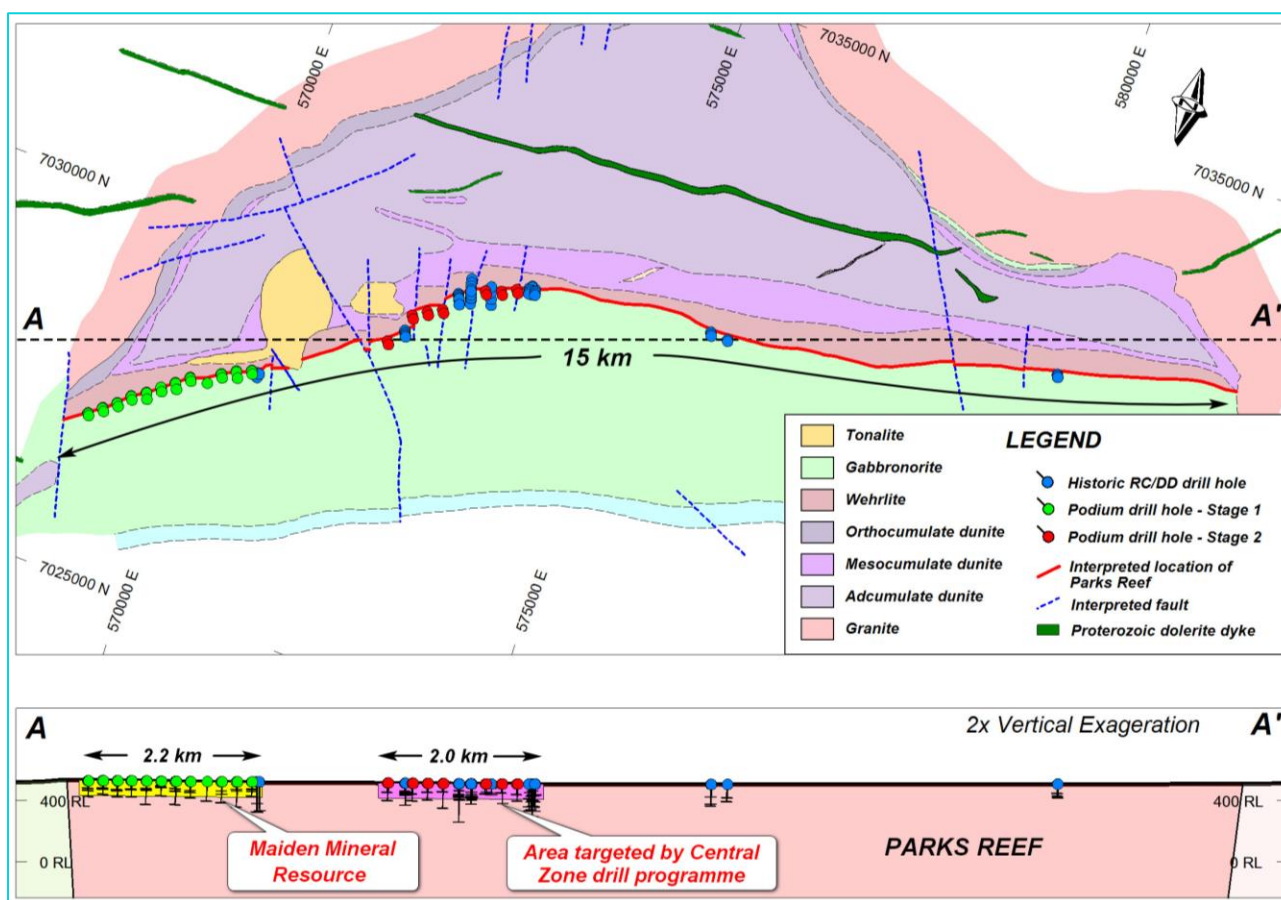 570000 E
575000 E
7035000 N
580000 E
7030000 N
7035000 N
A
A'
15 km
7025000 N
570000 E
575000 E
LEGEND
Tonalite
Gabbronorite
Wehrlite
Orthocumulate dunite
Mesocumulate dunite
Adcumulate dunite
Granite
Historic RC/DD drill hole
Podium drill hole - Stage 1
Podium drill hole - Stage 2
Interpreted location of
Parks Reef
Interpreted fault
Proterozoic dolerite dyke
A
2.2 km
2.0 km
2x Vertical Exageration
A'
400 RL
400 RL
Maiden Mineral
Resource
Area targeted by Central
Zone drill programme
PARKS REEF
0 RL
0 RL